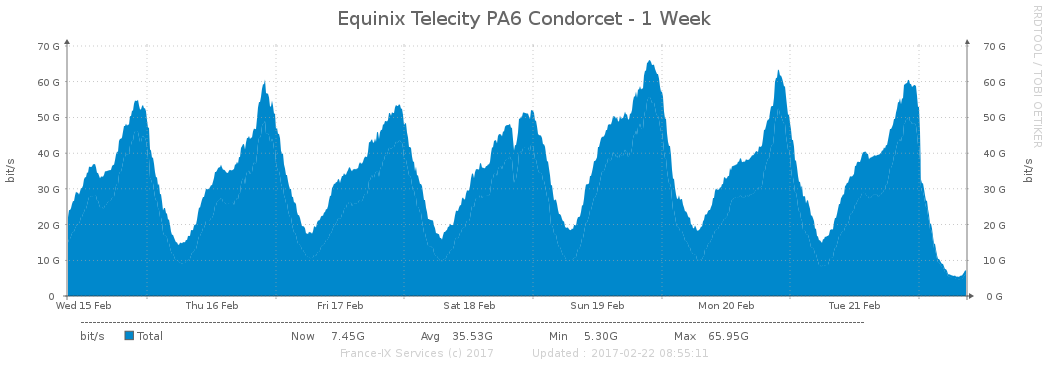 Equinix Telecity PA6 Condorcet - 1 Week
RRDTOOL / TOBI OETIKER
bit/s
70 G 70 G
60 G 60 G
50 G 50 G
40 G 40 G
30 G 30 G
20 G 20 G
10 G 10 G
0 0 G
bit/s
Wed 15 Feb Thu 16 Feb Fri 17 Feb Sat 18 Feb Sun 19 Feb Mon 20 Feb Tue 21 Feb
bit/s Total Now 7.45G Avg 35.53G Min 5.30G Max 65.95G
France-IX Services (c) 2017 Updated : 2017-02-22 08:55:11